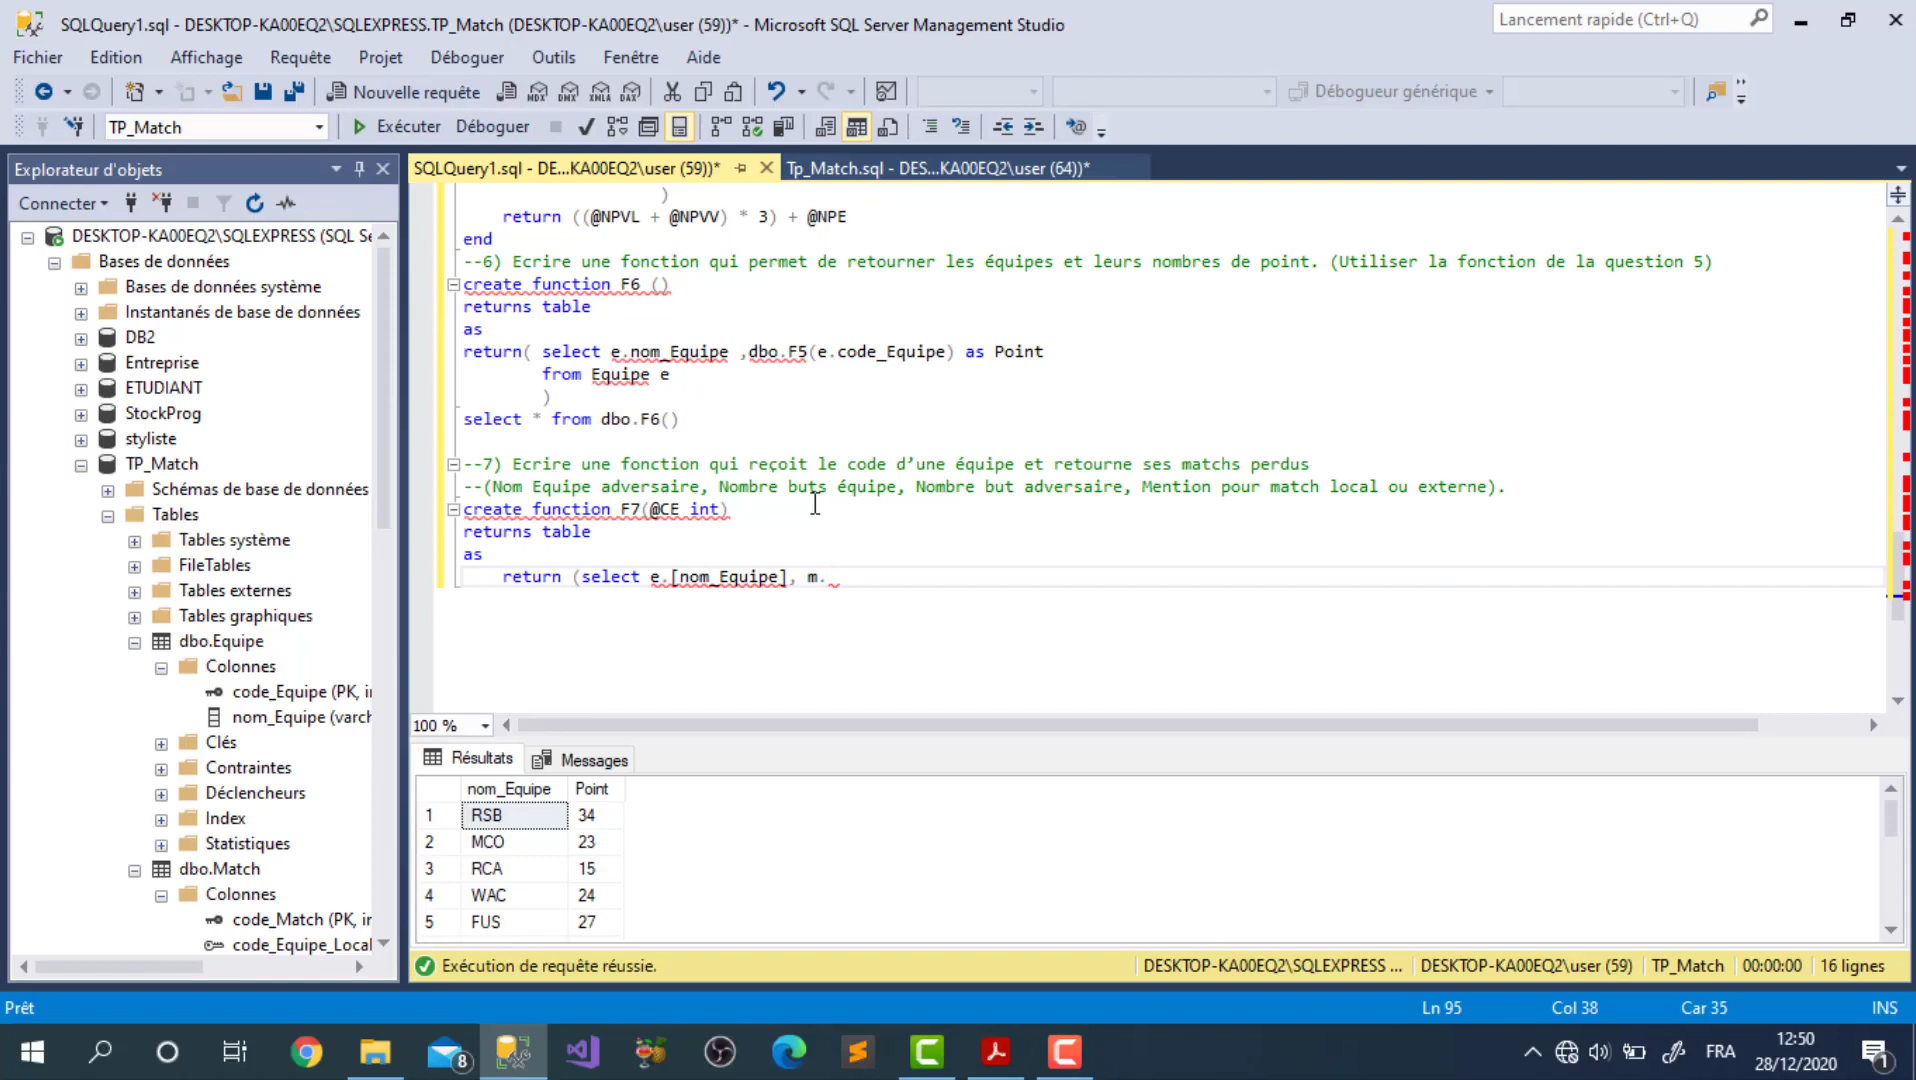 SQLQuery1.sql - DESKTOP-KA00EQ2\SQLEXPRESS.TP_Match (DESKTOP-KA00EQ2\user (59))* - Microsoft SQL Server Management Studio
Lancement rapide (Ctrl+Q)
Fichier Edition Affichage Requête Projet Déboguer Outils Fenêtre Aide
Nouvelle requête MDX DMX XMLA DAX Débogueur générique
TP_Match Exécuter Déboguer
Explorateur d'objets
Connecter
DESKTOP-KA00EQ2\SQLEXPRESS (SQL Se
Bases de données
Bases de données système
Instantanés de base de données
DB2
Entreprise
ETUDIANT
StockProg
styliste
TP_Match
Schémas de base de données
Tables
Tables système
FileTables
Tables externes
Tables graphiques
dbo.Equipe
Colonnes
code_Equipe (PK, i
nom_Equipe (varch
Clés
Contraintes
Déclencheurs
Index
Statistiques
dbo.Match
Colonnes
code_Match (PK, i
code_Equipe_Local
SQLQuery1.sql - DE...KA00EQ2\user (59))* Tp_Match.sql - DES...KA00EQ2\user (64))*
)
return ((@NPVL + @NPVV) * 3) + @NPE
end
--6) Ecrire une fonction qui permet de retourner les équipes et leurs nombres de point. (Utiliser la fonction de la question 5)
create function F6 ()
returns table
as
return( select e.nom_Equipe ,dbo.F5(e.code_Equipe) as Point
from Equipe e
)
select * from dbo.F6()
--7) Ecrire une fonction qui reçoit le code d’une équipe et retourne ses matchs perdus
--(Nom Equipe adversaire, Nombre buts équipe, Nombre but adversaire, Mention pour match local ou externe).
create function F7(@CE int)
returns table
as
return (select e.[nom_Equipe], m.
100 %
Résultats Messages
nom_Equipe Point
1 RSB 34
2 MCO 23
3 RCA 15
4 WAC 24
5 FUS 27
Exécution de requête réussie. DESKTOP-KA00EQ2\SQLEXPRESS ... DESKTOP-KA00EQ2\user (59) TP_Match 00:00:00 16 lignes
Prêt Ln 95 Col 38 Car 35 INS
8 FRA 12:50
28/12/2020 1